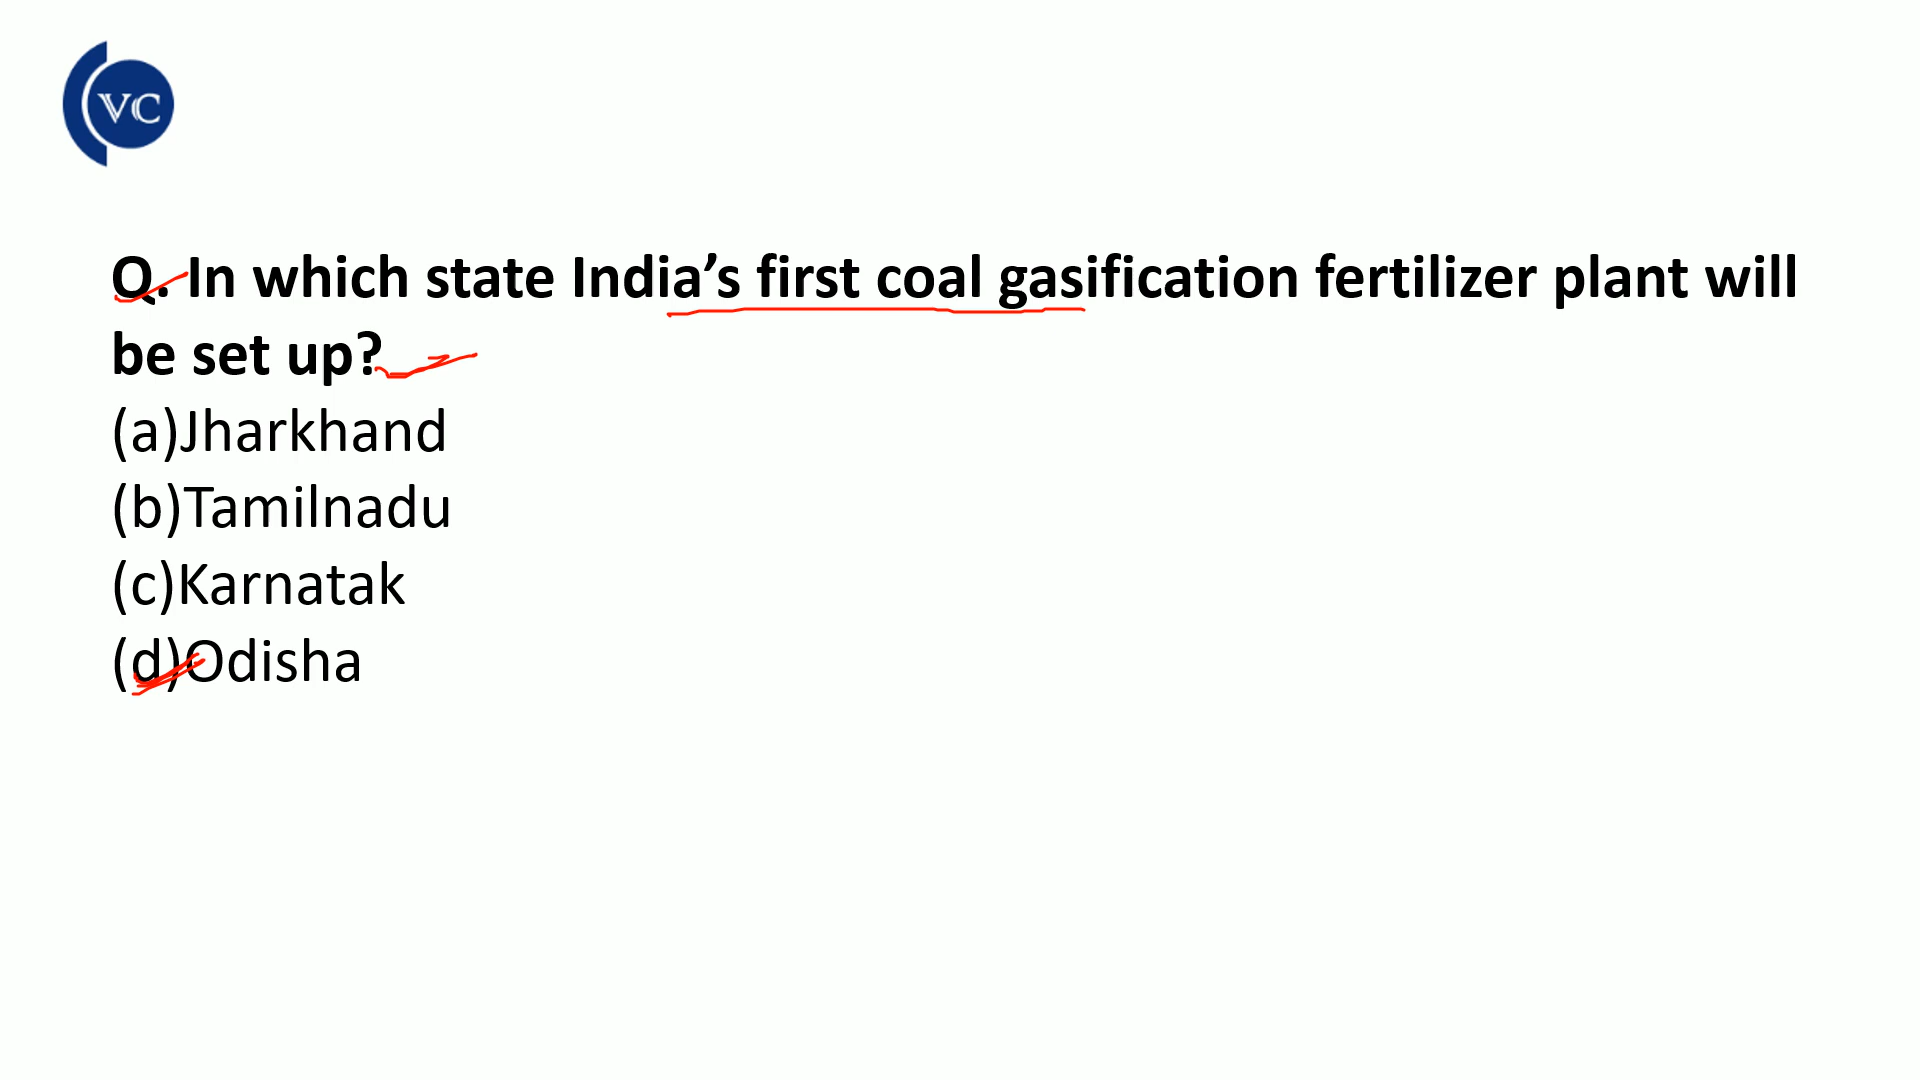 VC
Q. In which state India’s first coal gasification fertilizer plant will
be set up?
(a)Jharkhand
(b)Tamilnadu
(c)Karnatak
(d)Odisha